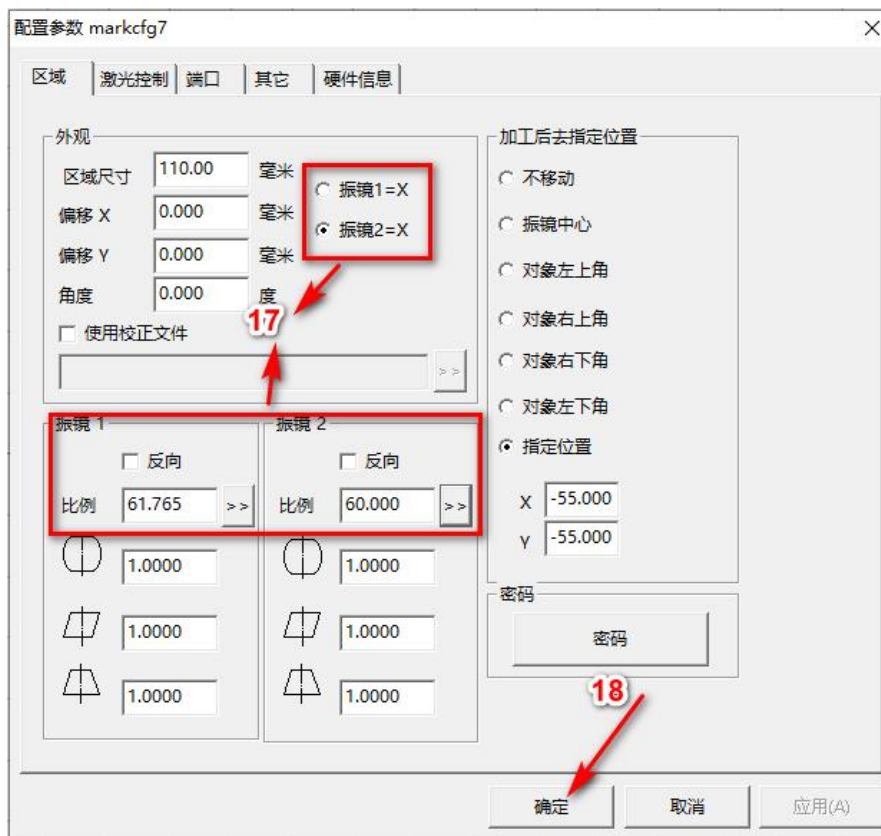 配置参数 markcfg7
区域 激光控制 端口 其它 硬件信息
外观
区域尺寸 110.00 毫米
偏移 X 0.000 毫米
偏移 Y 0.000 毫米
角度 0.000 度
振镜1=X
振镜2=X
使用校正文件
>>
17
振镜 1
反向
比例 61.765 >>
1.0000
1.0000
1.0000
振镜 2
反向
比例 60.000 >>
1.0000
1.0000
1.0000
加工后去指定位置
不移动
振镜中心
对象左上角
对象右上角
对象右下角
对象左下角
指定位置
X -55.000
Y -55.000
密码
密码
18
确定 取消 应用(A)